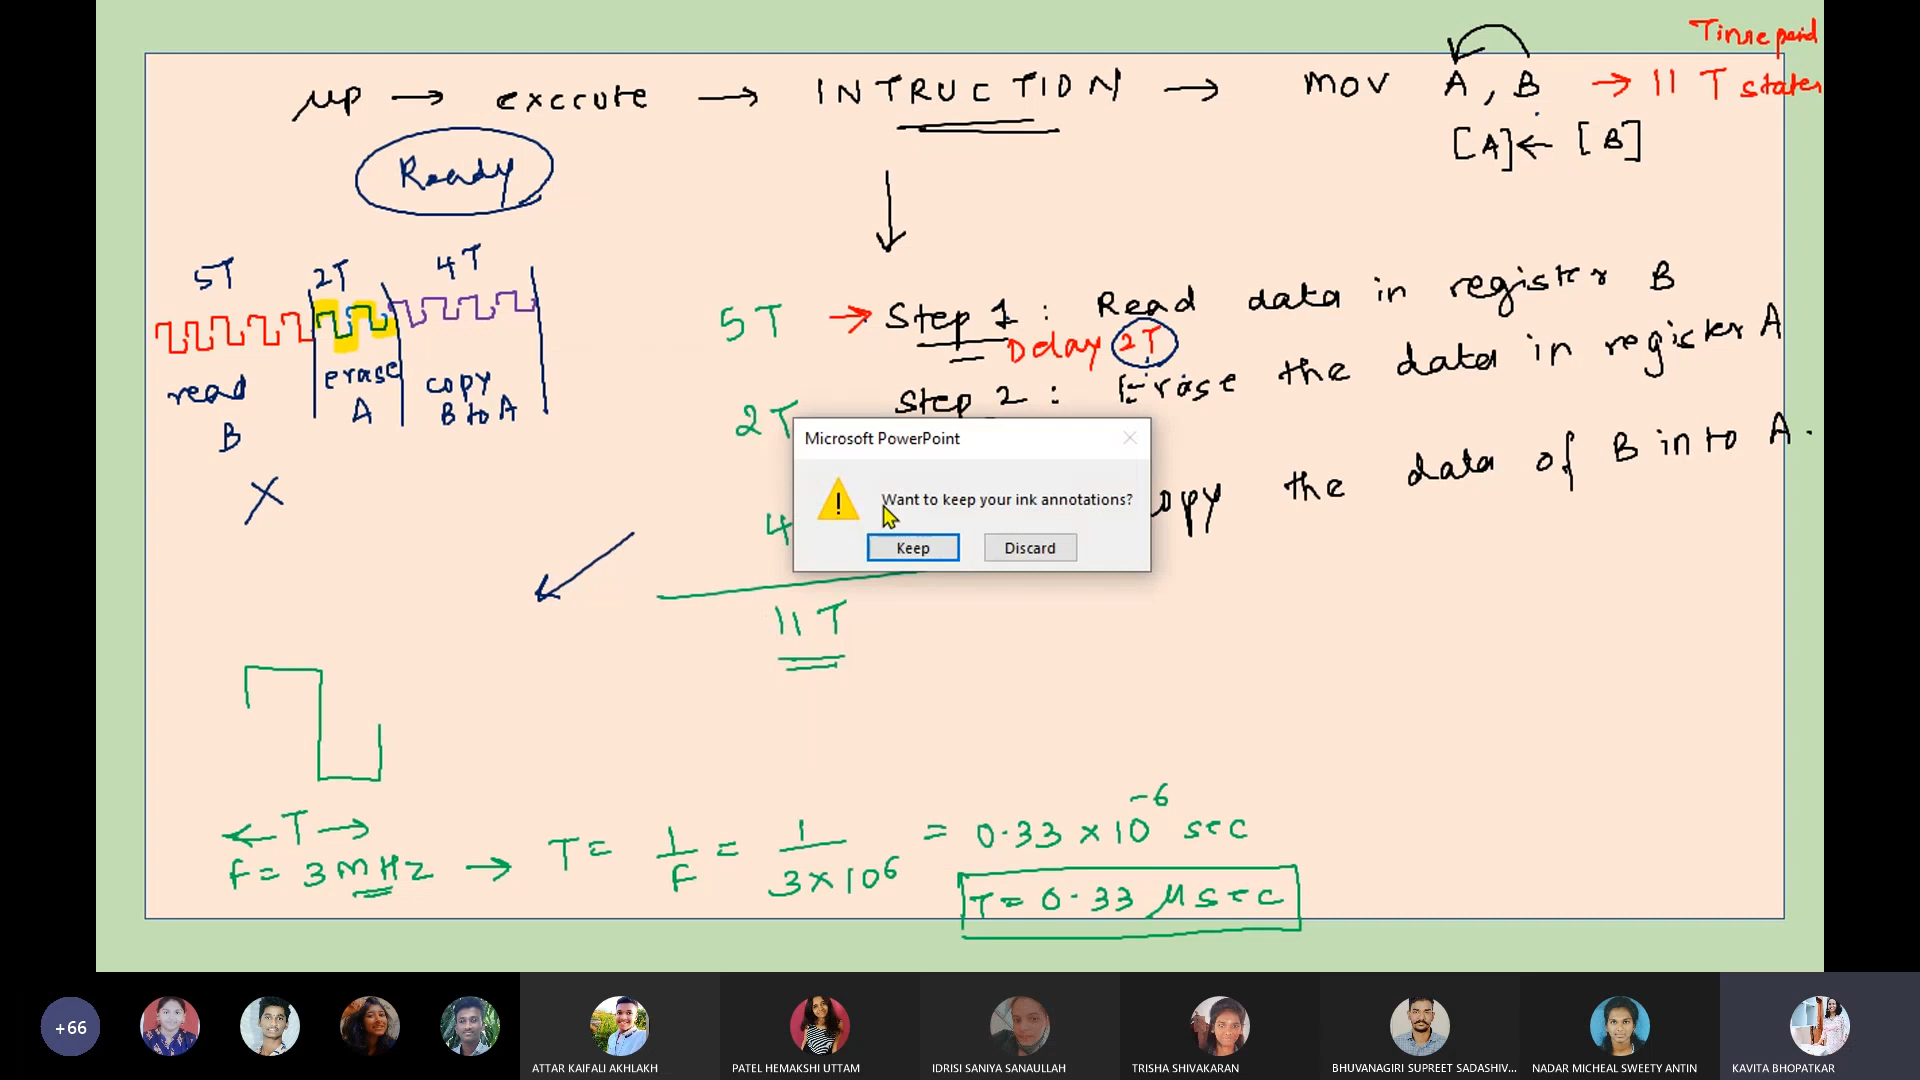 Time perid
μp → execute → INTRUCTION → MOV A, B → 11 T states
[A] ← [B]
Ready
5T 2T 4T
read B
erase A
copy B to A
X
5T → Step 1 : Read data in register B
Delay 2T
2T Step 2 : Erase the data in register A
4 opy the data of B into A.
11 T
Microsoft PowerPoint
Want to keep your ink annotations?
Keep Discard
← T →
f = 3 MHz → T = 1/F = 1/3×10⁶ = 0.33 × 10⁻⁶ sec
T = 0.33 μsec
+66
ATTAR KAIFALI AKHLAKH
PATEL HEMAKSHI UTTAM
IDRISI SANIYA SANAULLAH
TRISHA SHIVAKARAN
BHUVANAGIRI SUPREET SADASHIV...
NADAR MICHEAL SWEETY ANTIN
KAVITA BHOPATKAR